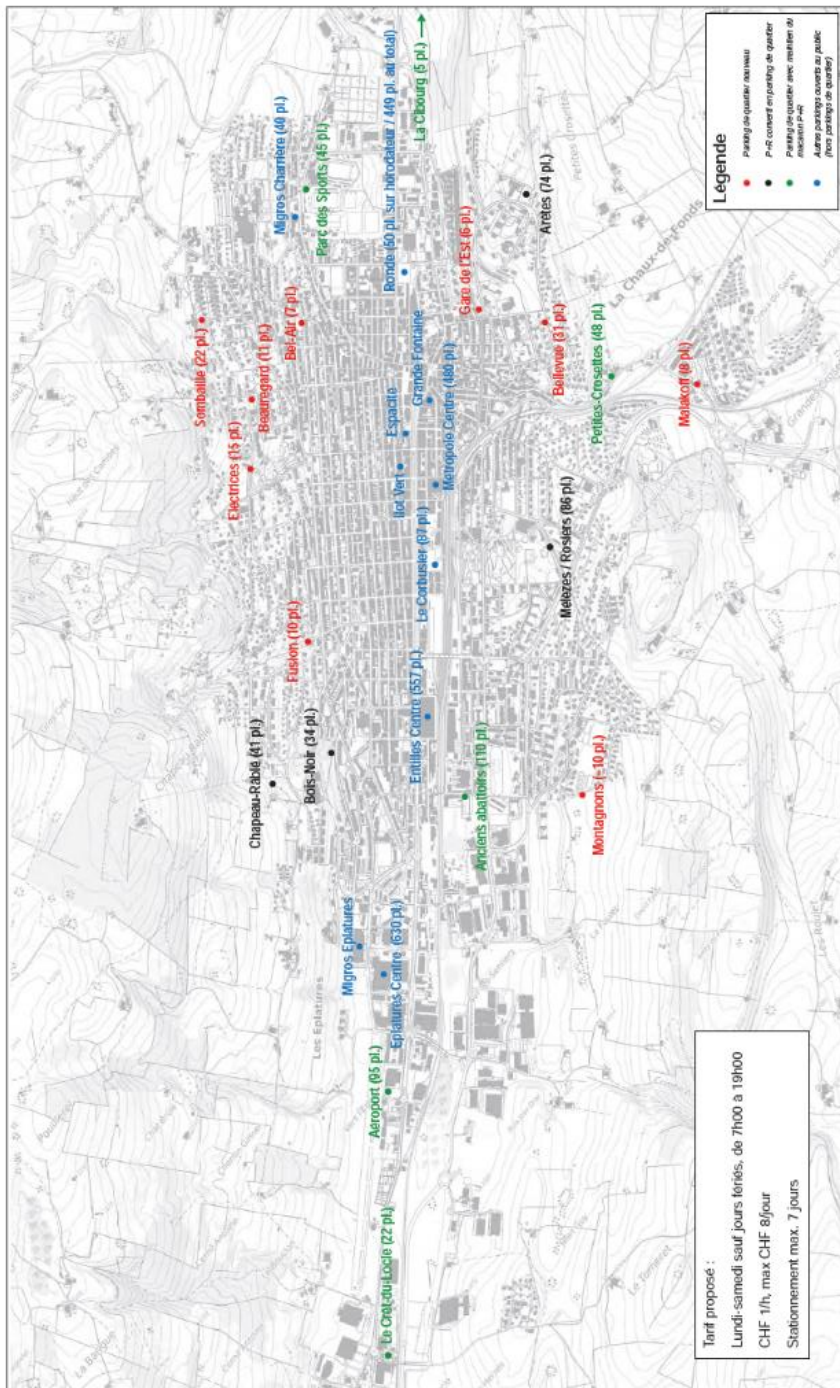 Le Crêt-du-Locle (22 pl.)
Aéroport (95 pl.)
Eplatures Centre (630 pl.)
Migros Eplatures
Les Eplatures
Chapeau-Râblé (41 pl.)
Bois-Noir (34 pl.)
Fusion (10 pl.)
Entilles Centre (557 pl.)
Anciens abattoirs (110 pl.)
Montagnons (~10 pl.)
Le Corbusier (87 pl.)
Mélèzes / Rosiers (86 pl.)
Electrices (15 pl.)
Beauregard (11 pl.)
Sombaille (22 pl.)
Bel-Air (7 pl.)
Ilot Vert
Espacité
Grande Fontaine
Métropole Centre (480 pl.)
Migros Charrière (40 pl.)
Parc des Sports (45 pl.)
Ronde (50 pl. sur horodateur / 449 pl. au total)
La Cibourg (5 pl.)
Gare de l'Est (6 pl.)
Arêtes (74 pl.)
Bellevue (31 pl.)
Petites-Crosettes (48 pl.)
Malakoff (8 pl.)
La Chaux-de-Fonds
Petites Crosettes
Tarif proposé :
Lundi-samedi sauf jours fériés, de 7h00 à 19h00
CHF 1/h, max CHF 8/jour
Stationnement max. 7 jours
Légende
Parking de quartier nouveau
P+R converti en parking de quartier
Parking de quartier avec maintien du
macaron P+R
Autres parkings ouverts au public
(hors parkings de quartier)